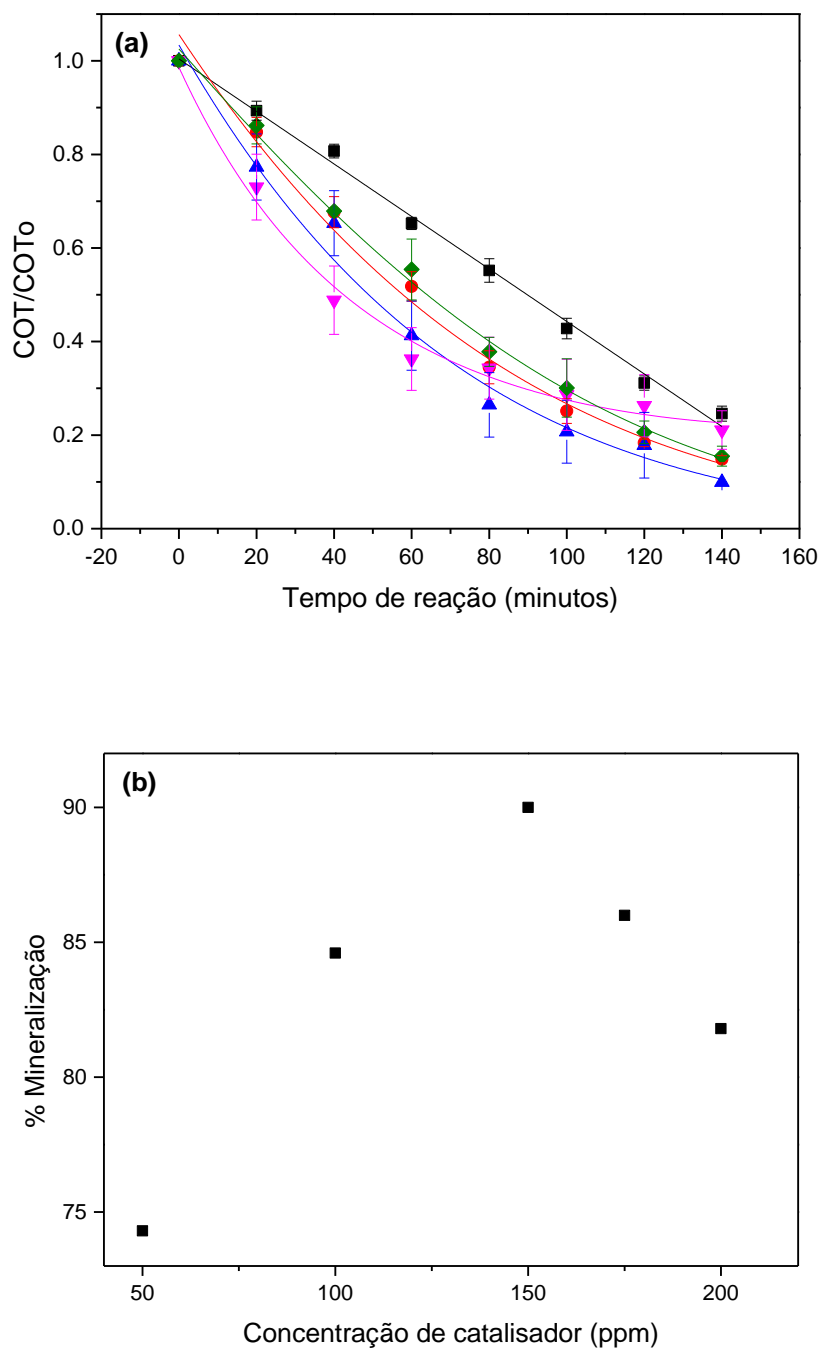 (a)
1.0
0.8
0.6
0.4
0.2
0.0
COT/COTo
-20 0 20 40 60 80 100 120 140 160
Tempo de reação (minutos)
(b)
90
85
80
75
% Mineralização
50 100 150 200
Concentração de catalisador (ppm)